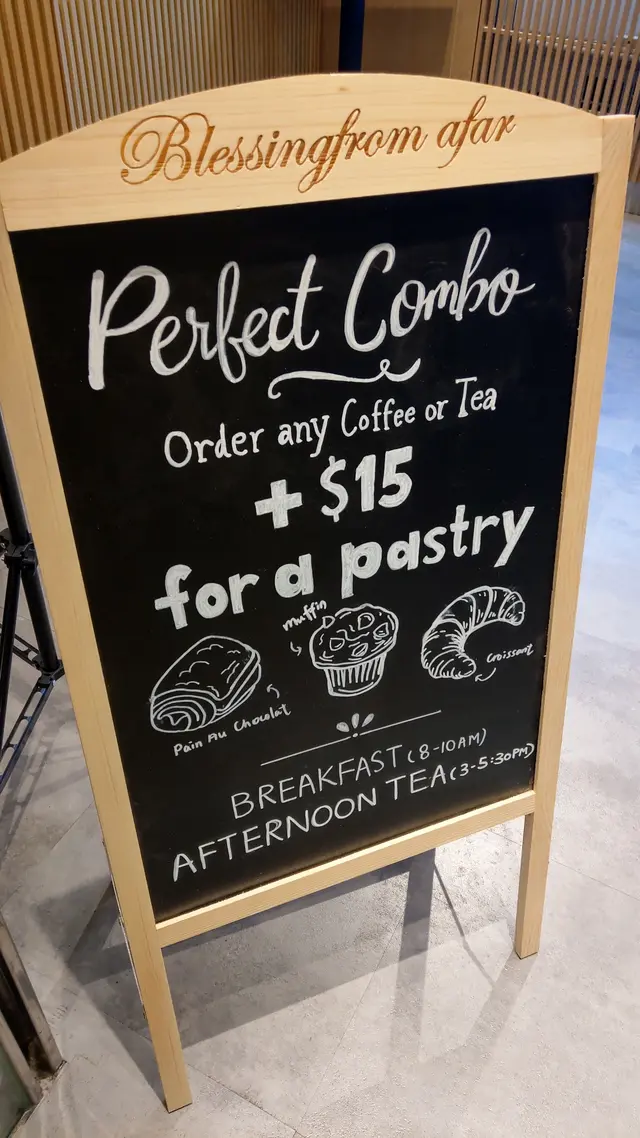 Blessingfrom afar
Perfect Combo
Order any Coffee or Tea
+ $15
for a pastry
muffin
Croissant
Pain Au Chocolat
BREAKFAST (8-10AM)
AFTERNOON TEA (3-5:30PM)